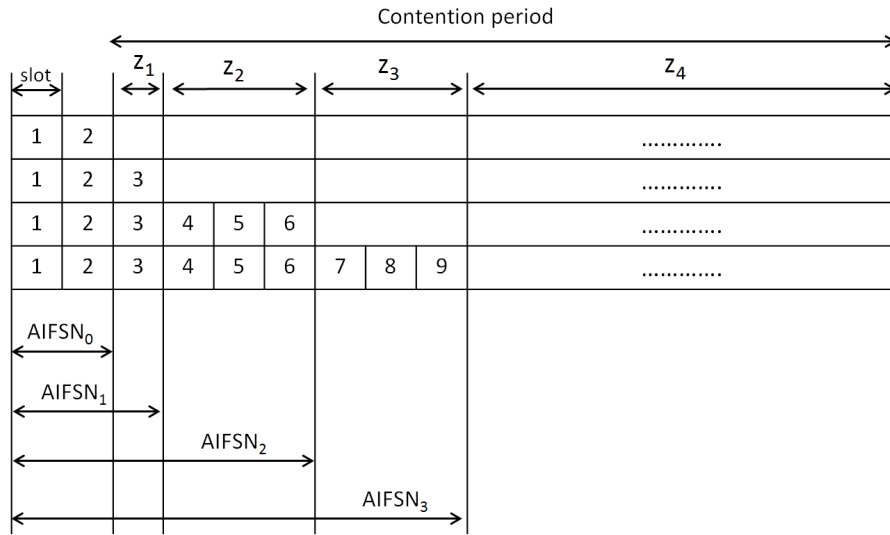 Contention period
slot z₁ z₂ z₃ z₄
1 2 ………….
1 2 3 ………….
1 2 3 4 5 6 ………….
1 2 3 4 5 6 7 8 9 ………….
AIFSN₀
AIFSN₁
AIFSN₂
AIFSN₃